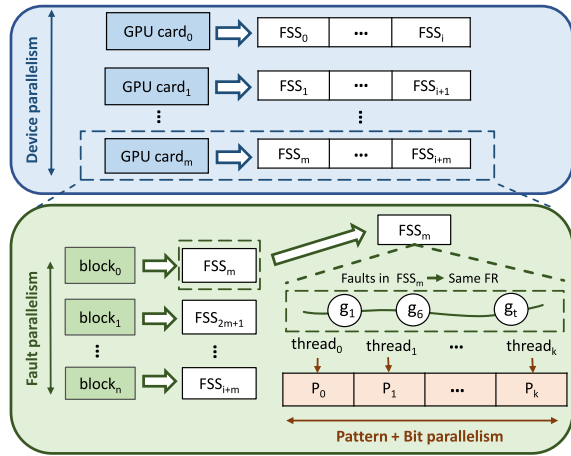 Device parallelism
GPU card₀ FSS₀ ··· FSSᵢ
GPU card₁ FSS₁ ··· FSSᵢ₊₁
⋮ ⋮
GPU cardₘ FSSₘ ··· FSSᵢ₊ₘ
Fault parallelism
FSSₘ
block₀ FSSₘ
Faults in FSSₘ → Same FR
g₁ g₆ gₜ
block₁ FSS₂ₘ₊₁
⋮ ⋮
thread₀ thread₁ ··· threadₖ
blockₙ FSSᵢ₊ₘ
P₀ P₁ ··· Pₖ
Pattern + Bit parallelism